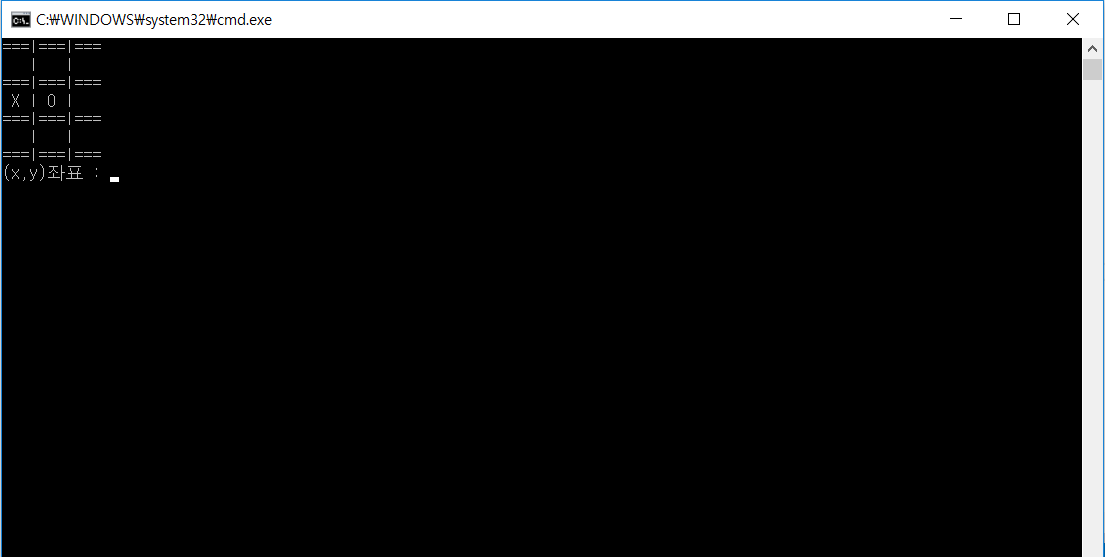 C:₩WINDOWS₩system32₩cmd.exe
===|===|===
   |   |
===|===|===
 X | O |
===|===|===
   |   |
===|===|===
(x,y)좌표 :